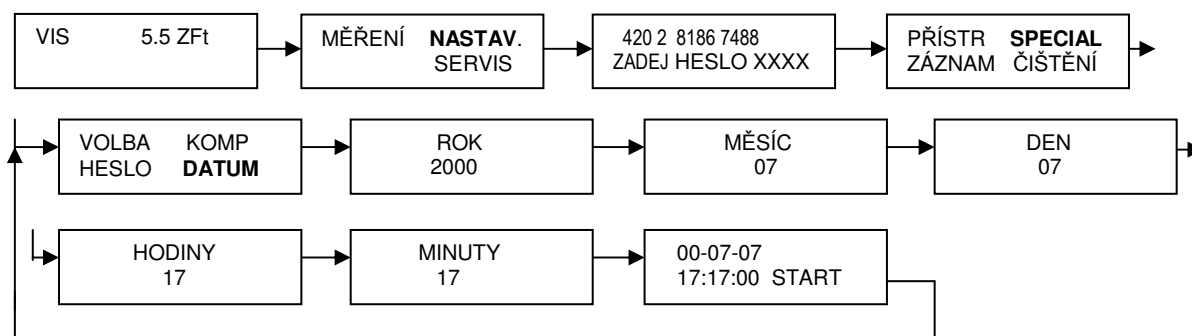 VIS 5.5 ZFt
MĚŘENÍ NASTAV.
SERVIS
420 2 8186 7488
ZADEJ HESLO XXXX
PŘÍSTR SPECIAL
ZÁZNAM ČIŠTĚNÍ
VOLBA KOMP
HESLO DATUM
ROK
2000
MĚSÍC
07
DEN
07
HODINY
17
MINUTY
17
00-07-07
17:17:00 START